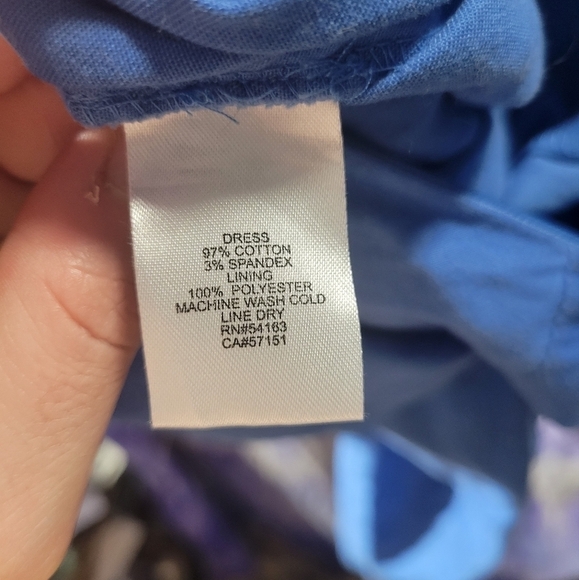 DRESS
97% COTTON
3% SPANDEX
LINING
100% POLYESTER
MACHINE WASH COLD
LINE DRY
RN#54163
CA#57151